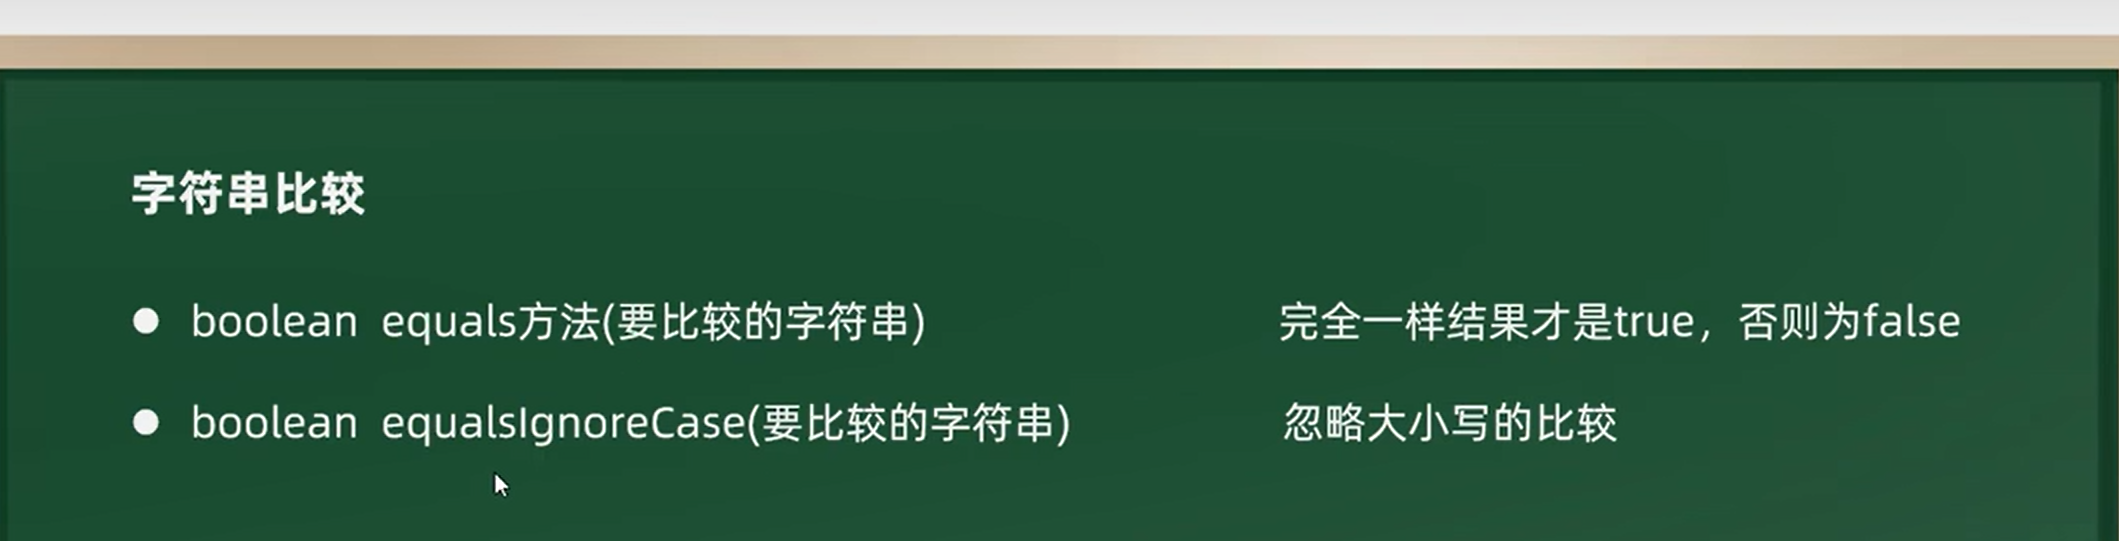 字符串比较
boolean equals方法(要比较的字符串) 完全一样结果才是true，否则为false
boolean equalsIgnoreCase(要比较的字符串) 忽略大小写的比较